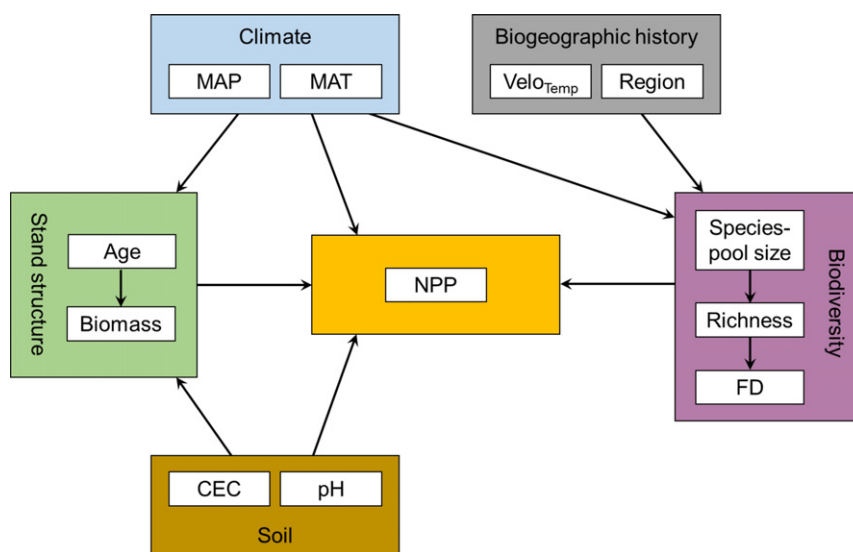 Climate
MAP
MAT
Biogeographic history
VeloTemp
Region
Stand structure
Age
Biomass
NPP
Species-
pool size
Richness
FD
Biodiversity
CEC
pH
Soil